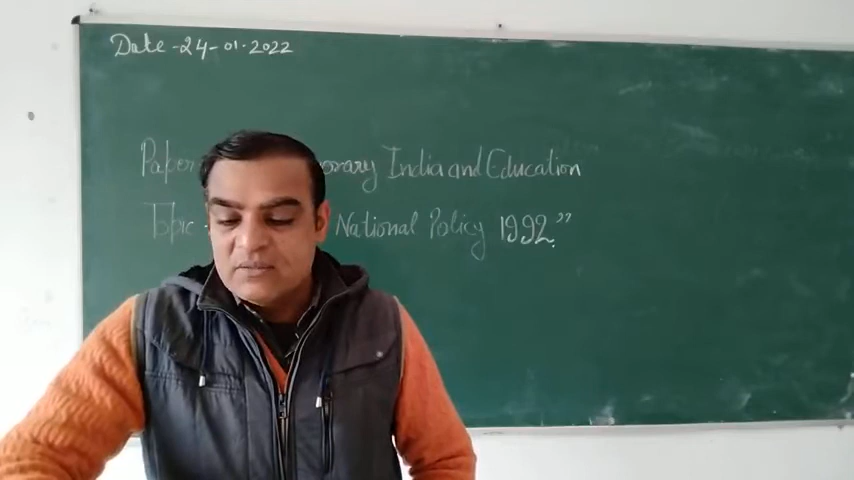 Date - 24-01-2022
Paper orary India and Education
Topic - National Policy 1992"